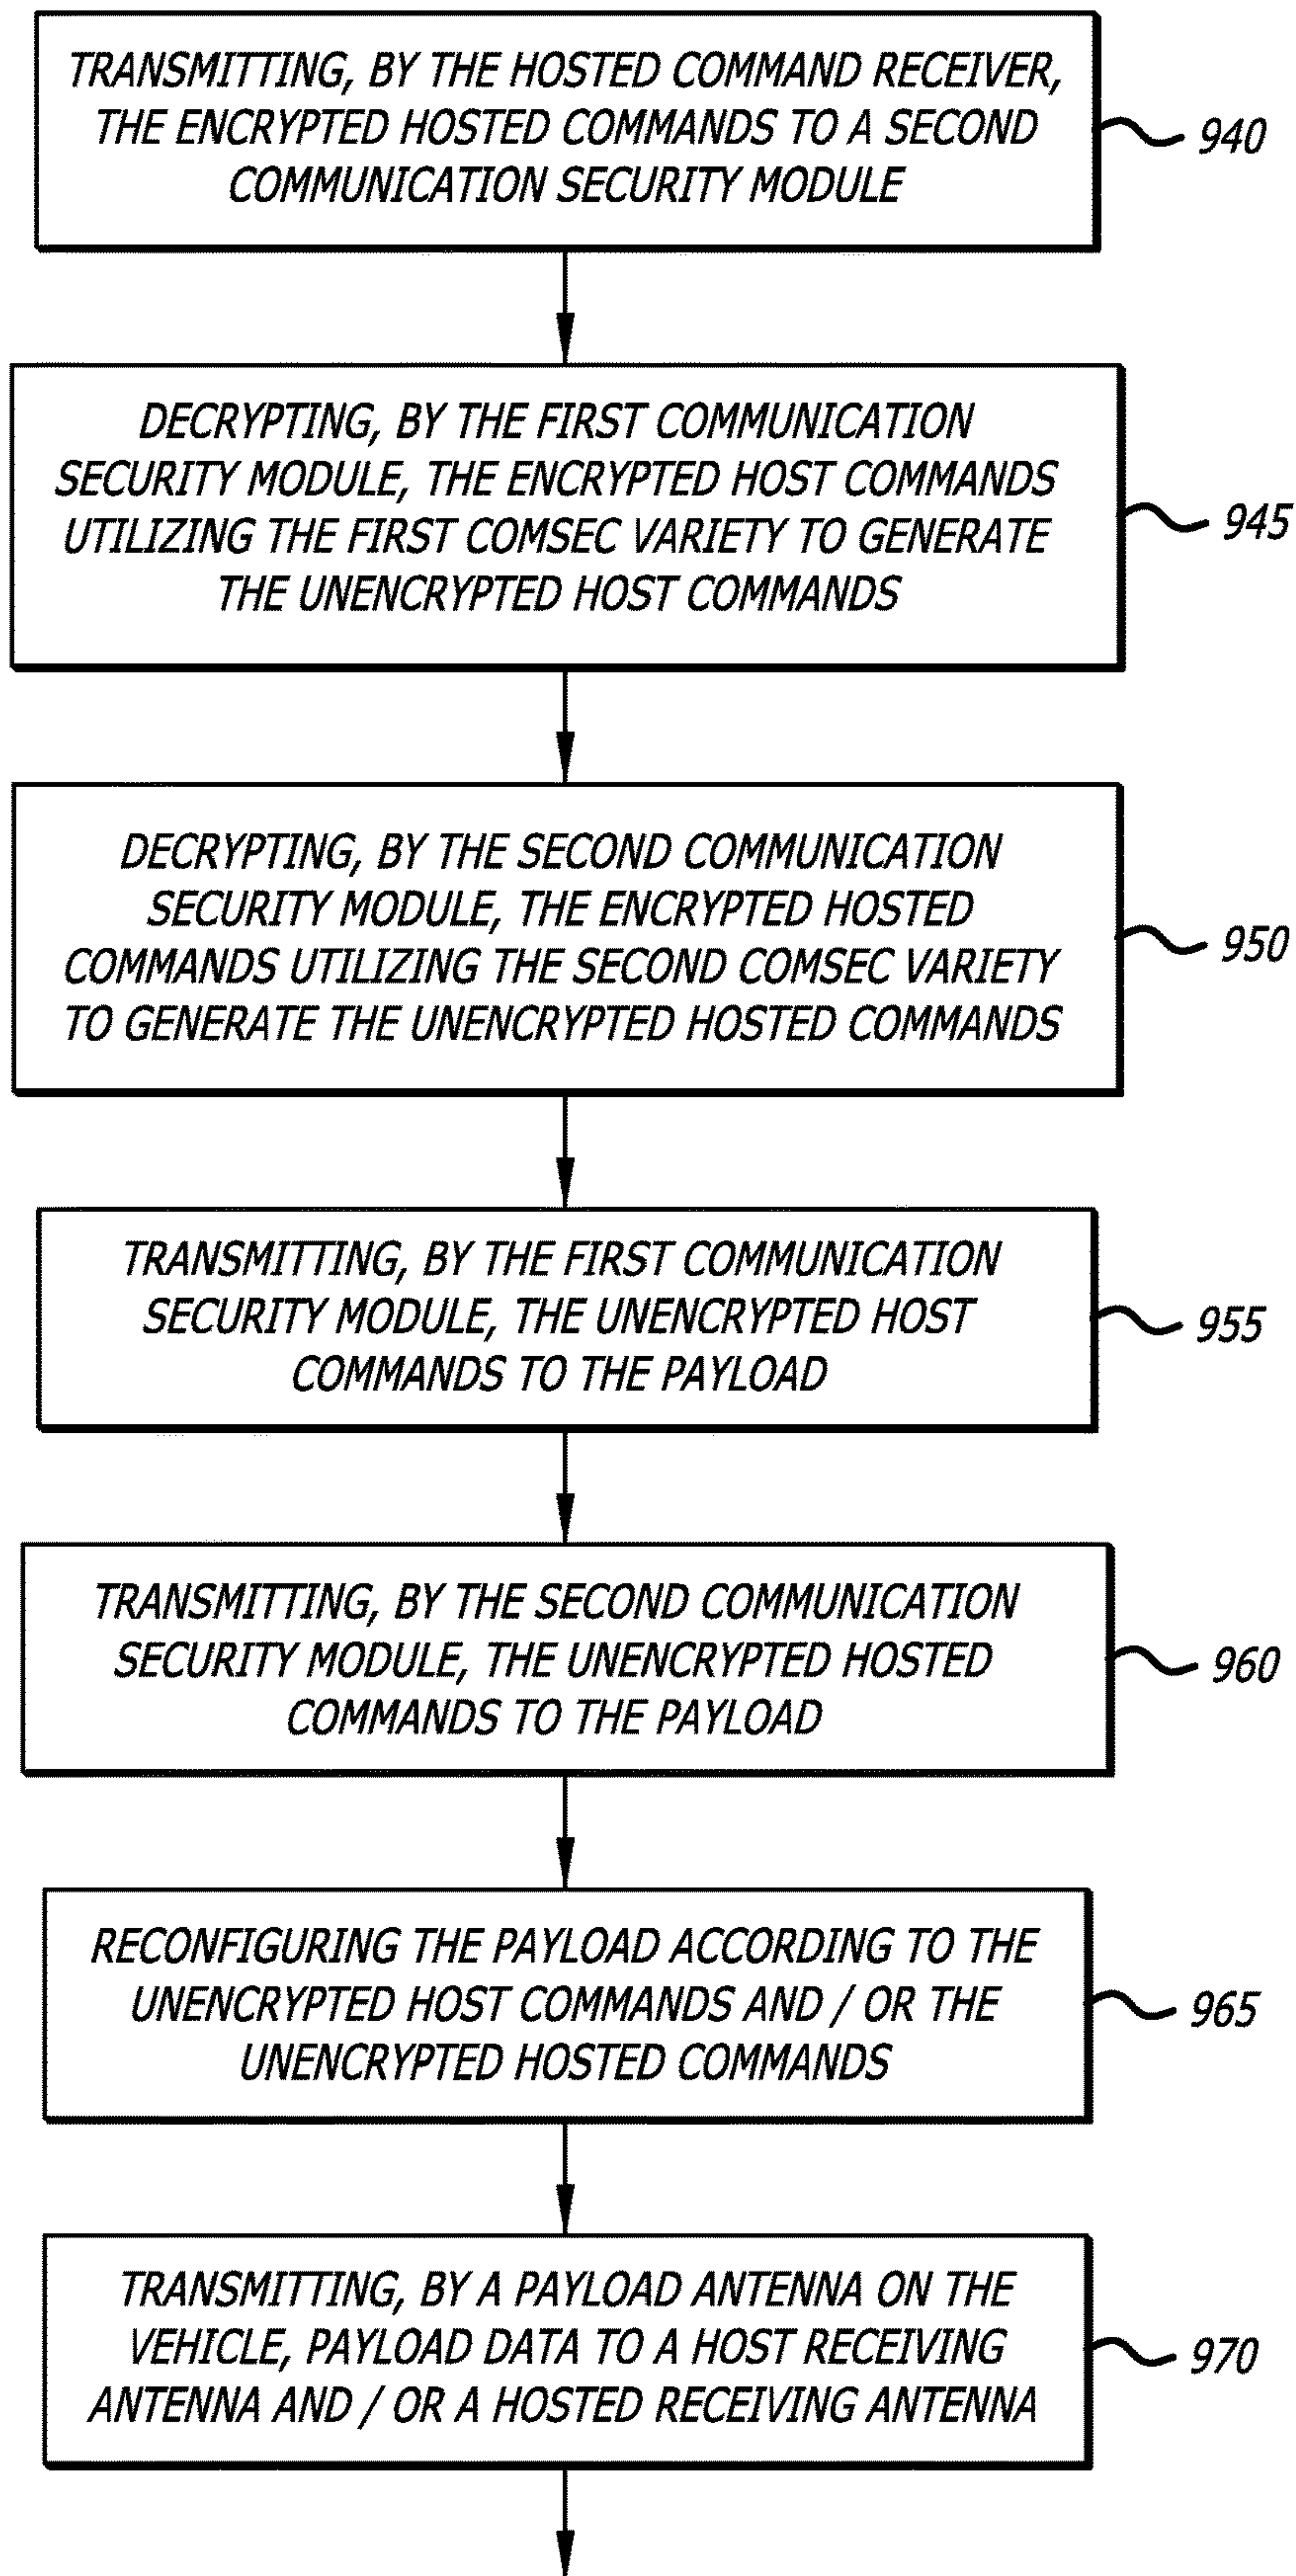 TRANSMITTING, BY THE HOSTED COMMAND RECEIVER,
THE ENCRYPTED HOSTED COMMANDS TO A SECOND
COMMUNICATION SECURITY MODULE
940
DECRYPTING, BY THE FIRST COMMUNICATION
SECURITY MODULE, THE ENCRYPTED HOST COMMANDS
UTILIZING THE FIRST COMSEC VARIETY TO GENERATE
THE UNENCRYPTED HOST COMMANDS
945
DECRYPTING, BY THE SECOND COMMUNICATION
SECURITY MODULE, THE ENCRYPTED HOSTED
COMMANDS UTILIZING THE SECOND COMSEC VARIETY
TO GENERATE THE UNENCRYPTED HOSTED COMMANDS
950
TRANSMITTING, BY THE FIRST COMMUNICATION
SECURITY MODULE, THE UNENCRYPTED HOST
COMMANDS TO THE PAYLOAD
955
TRANSMITTING, BY THE SECOND COMMUNICATION
SECURITY MODULE, THE UNENCRYPTED HOSTED
COMMANDS TO THE PAYLOAD
960
RECONFIGURING THE PAYLOAD ACCORDING TO THE
UNENCRYPTED HOST COMMANDS AND / OR THE
UNENCRYPTED HOSTED COMMANDS
965
TRANSMITTING, BY A PAYLOAD ANTENNA ON THE
VEHICLE, PAYLOAD DATA TO A HOST RECEIVING
ANTENNA AND / OR A HOSTED RECEIVING ANTENNA
970